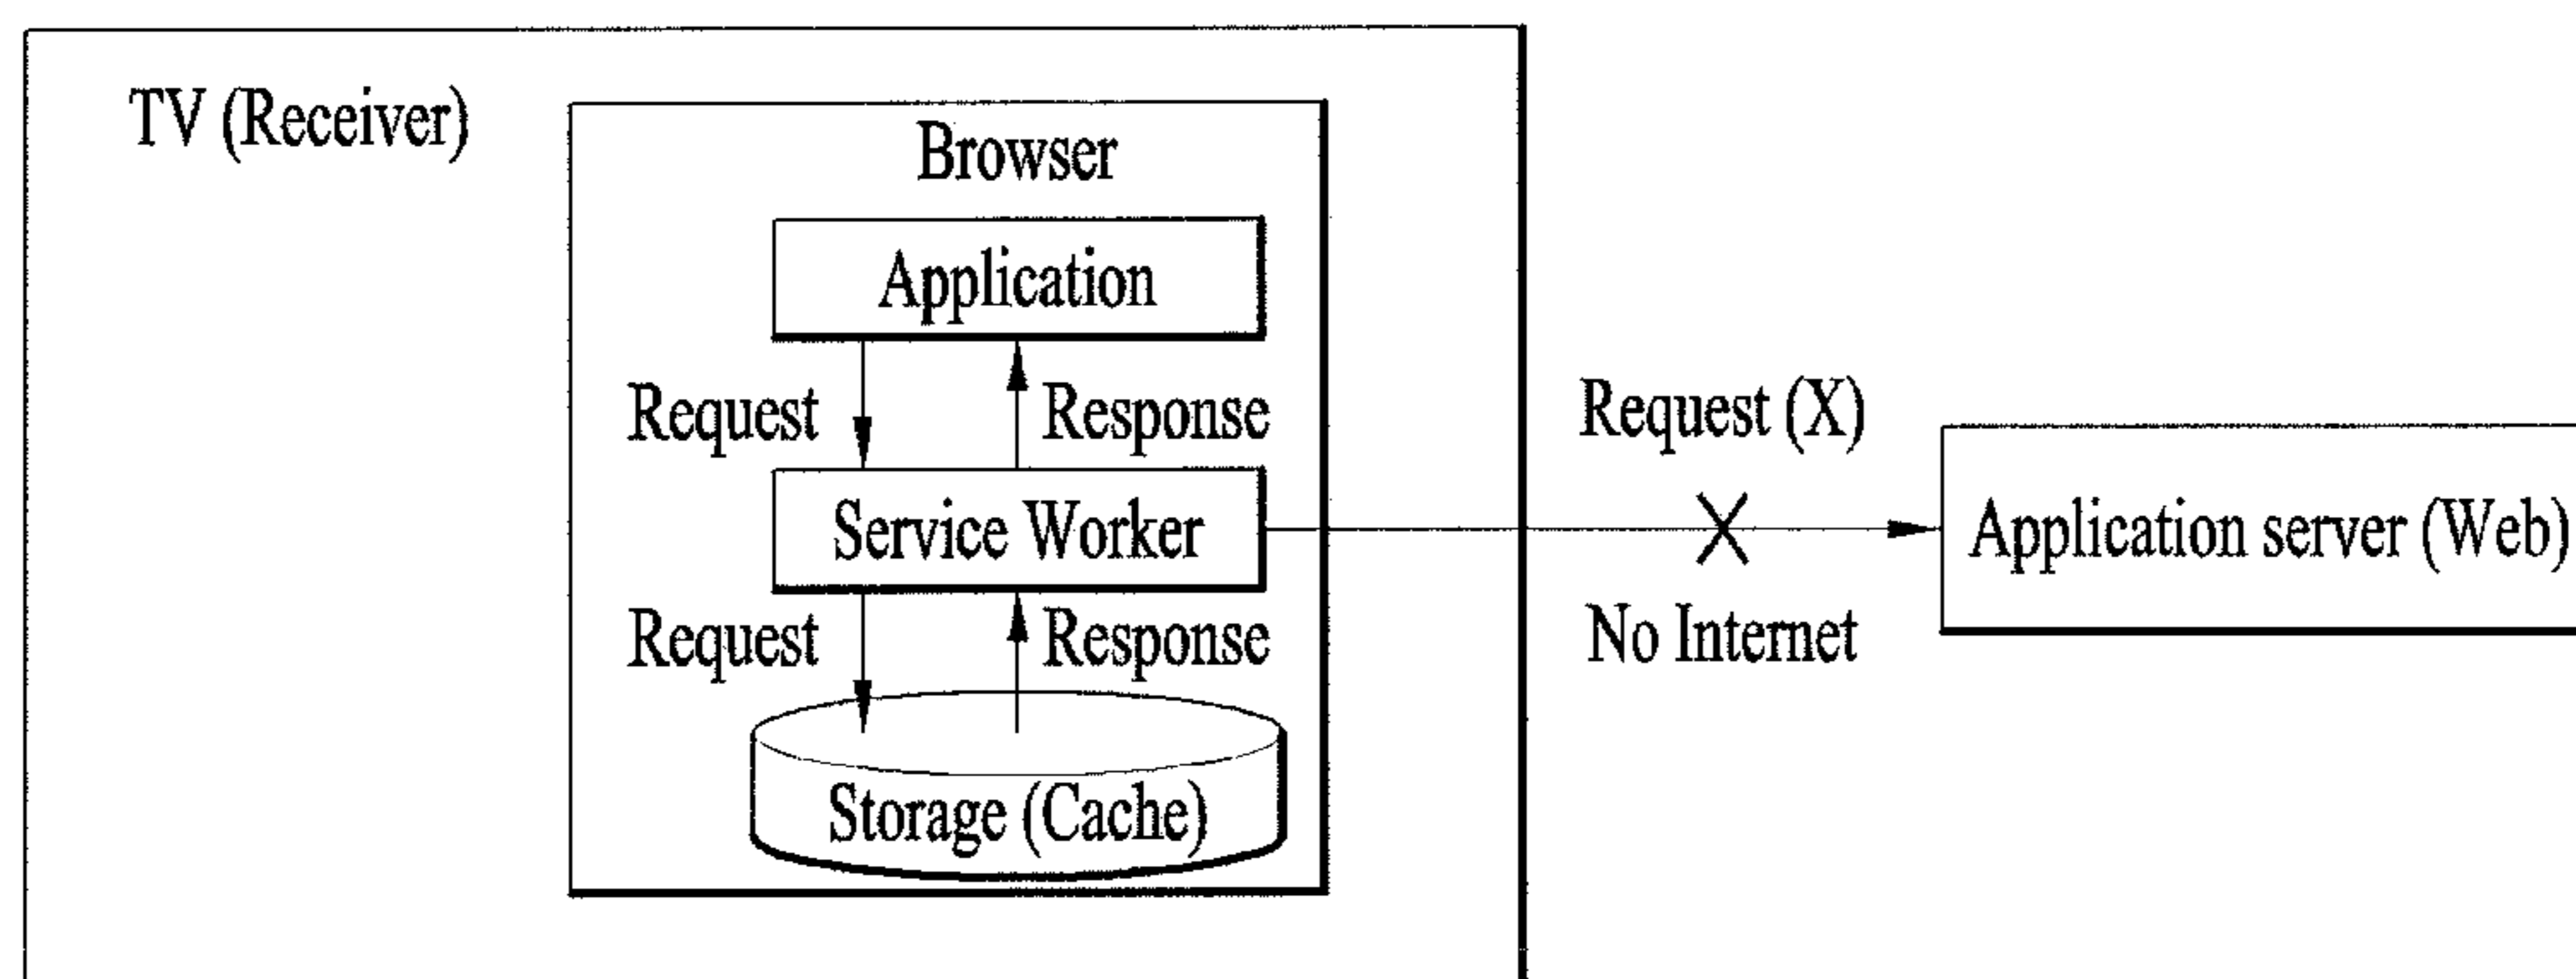 TV (Receiver)
Browser
Application
Request
Response
Request (X)
Service Worker
Application server (Web)
Request
Response
No Internet
Storage (Cache)